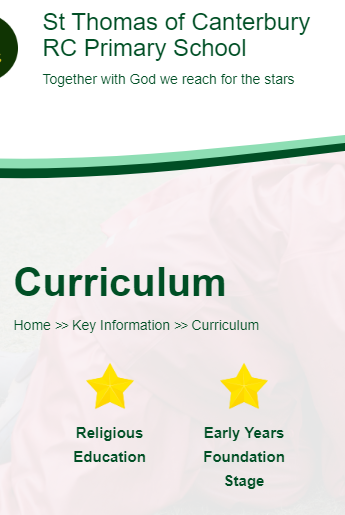 St Thomas of Canterbury
RC Primary School
Together with God we reach for the stars
Curriculum
Home >> Key Information >> Curriculum
Religious
Education
Early Years
Foundation
Stage